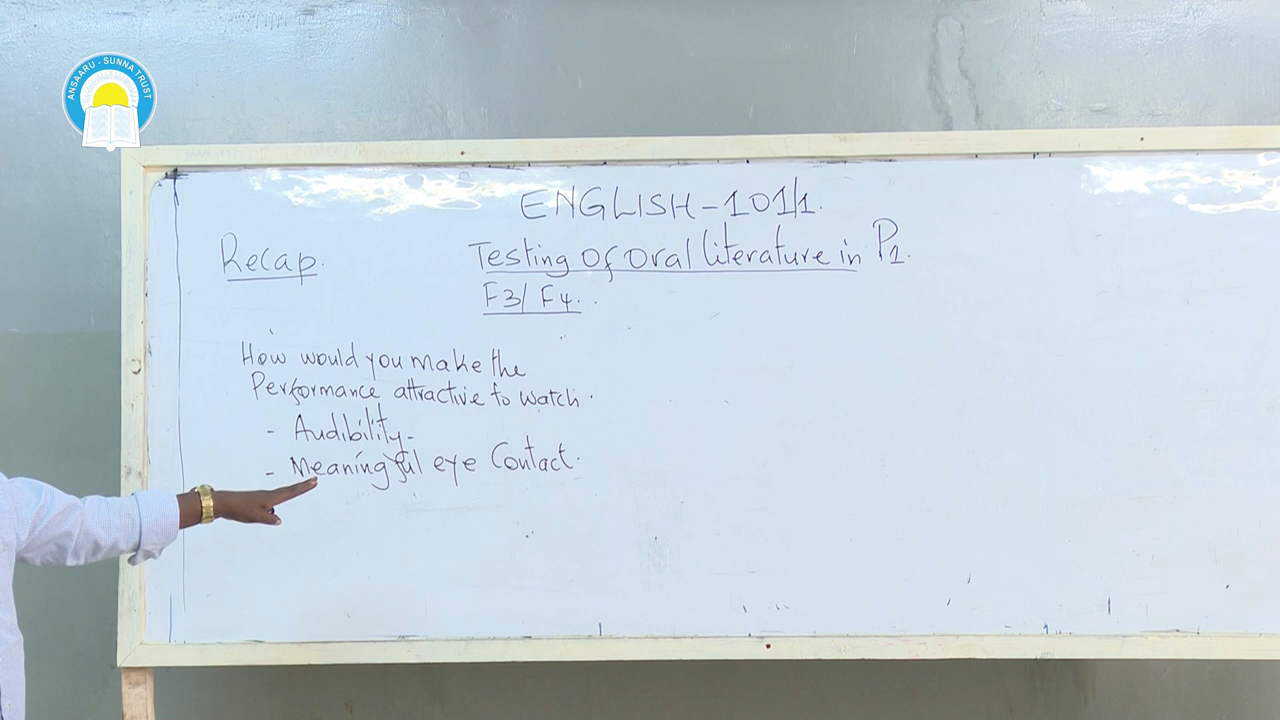 ANSAARU - SUNNA TRUST
ENGLISH - 101/1.
Recap.
Testing Of Oral literature in P1.
F3/ F4..
How would you make the
Performance attractive to watch.
- Audibility-
- Meaningful eye Contact.